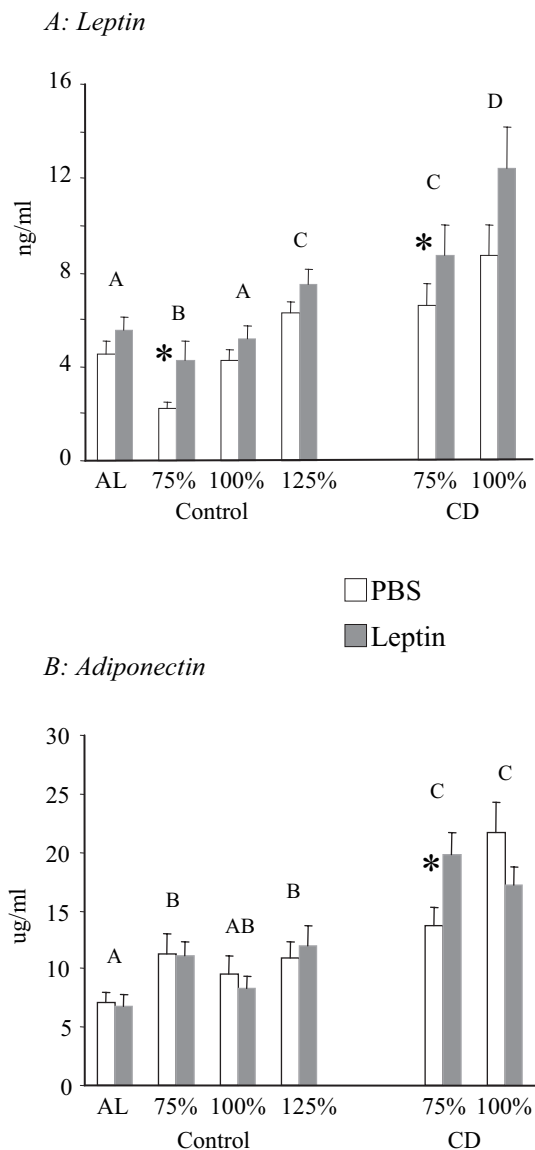 A: Leptin
16
D
12
C
*
ng/ml
C
8
A
A
B
*
4
0
AL 75% 100% 125% 75% 100%
Control CD
PBS
Leptin
B: Adiponectin
30
25
C
C
20
*
B
B
15
AB
ug/ml
A
10
5
0
AL 75% 100% 125% 75% 100%
Control CD